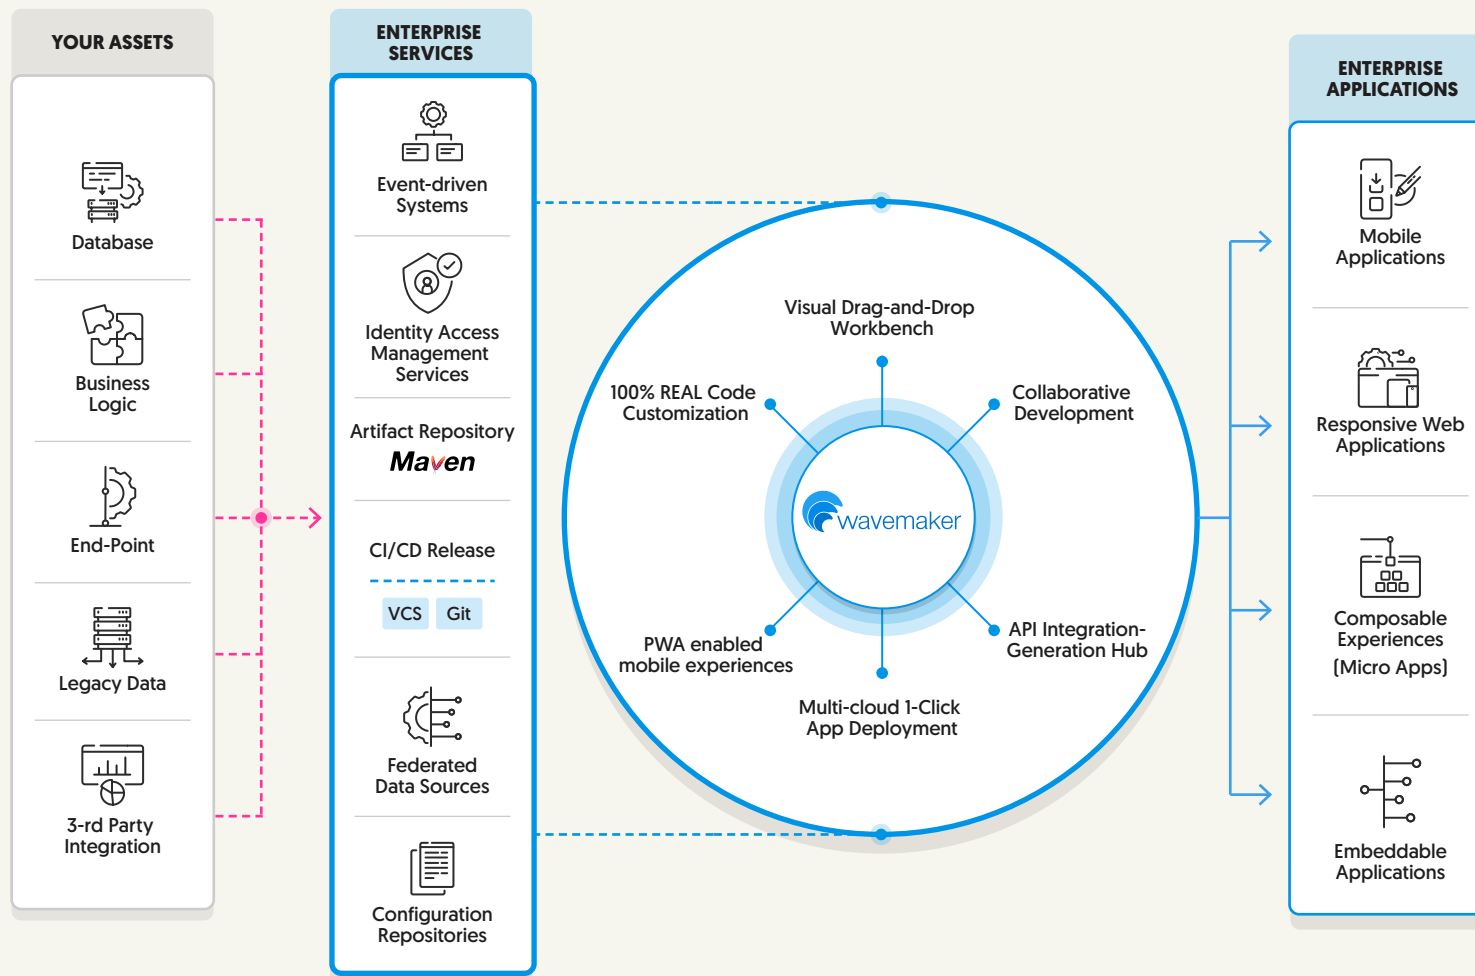 YOUR ASSETS
Database
Business
Logic
End-Point
Legacy Data
3-rd Party
Integration
ENTERPRISE
SERVICES
Event-driven
Systems
Identity Access
Management
Services
Artifact Repository
Maven
CI/CD Release
VCS Git
Federated
Data Sources
Configuration
Repositories
Visual Drag-and-Drop
Workbench
100% REAL Code
Customization
Collaborative
Development
wavemaker
PWA enabled
mobile experiences
API Integration-
Generation Hub
Multi-cloud 1-Click
App Deployment
ENTERPRISE
APPLICATIONS
Mobile
Applications
Responsive Web
Applications
Composable
Experiences
(Micro Apps)
Embeddable
Applications